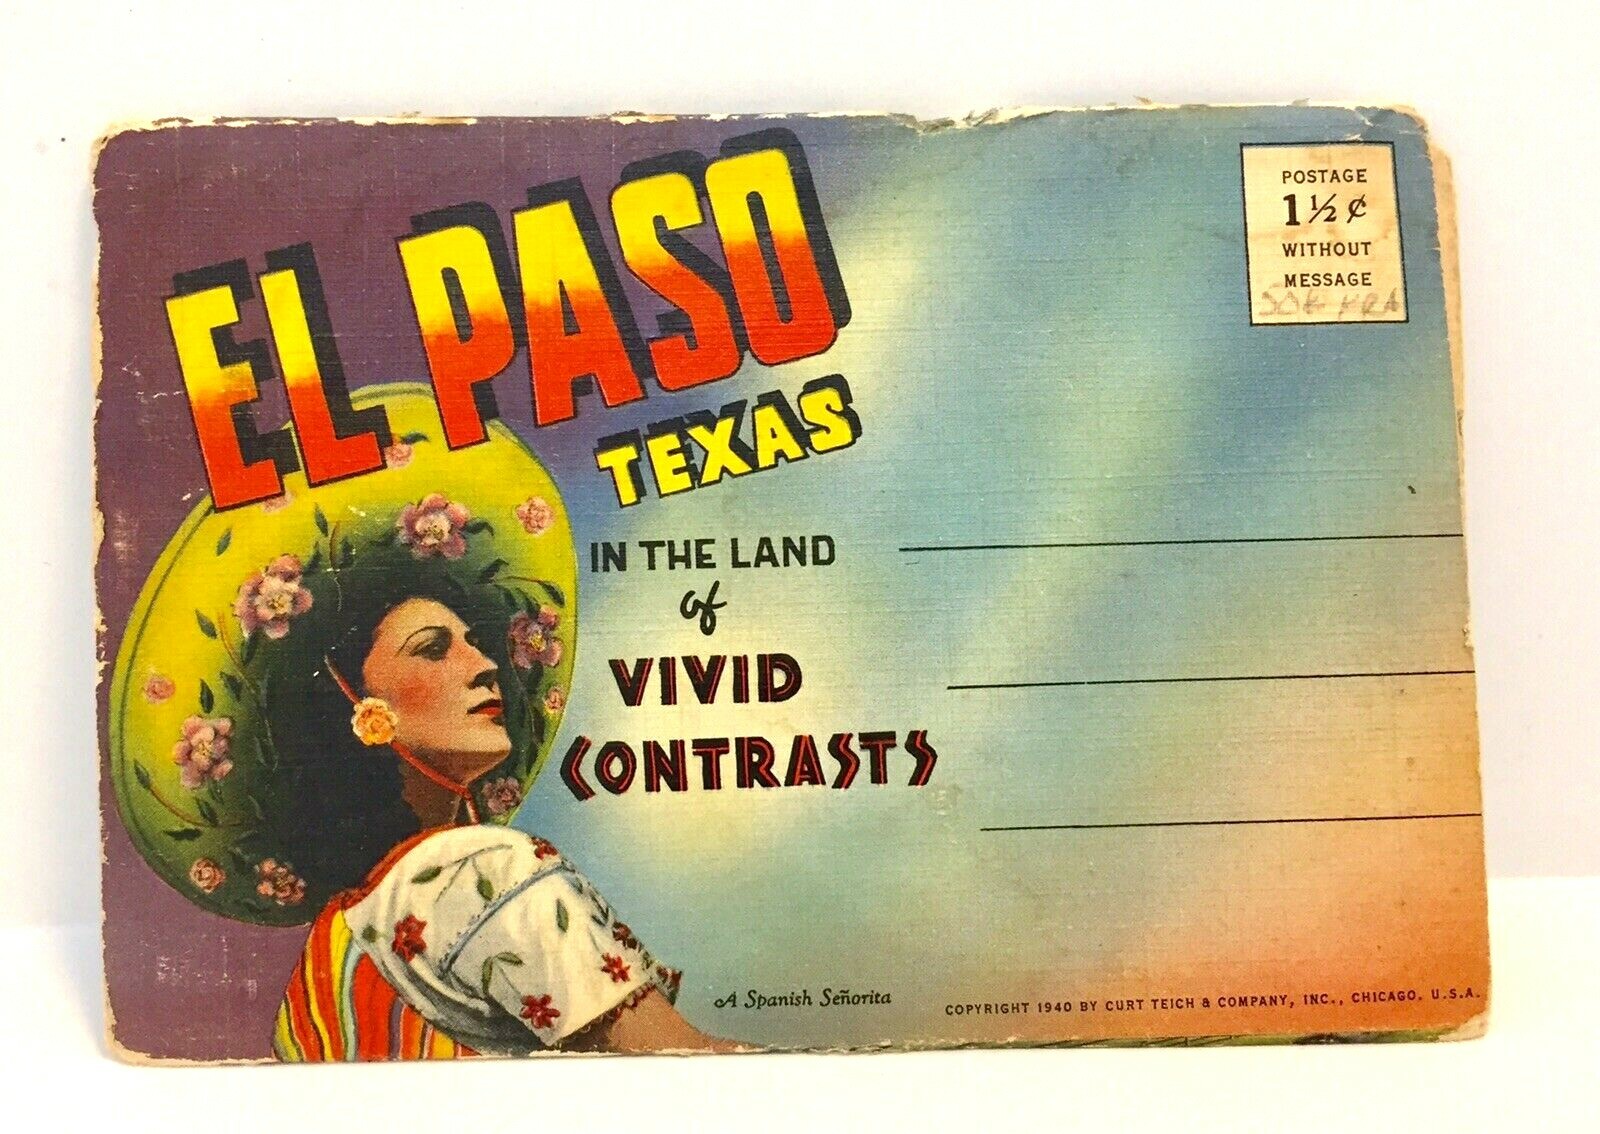 EL PASO
TEXAS
IN THE LAND
of
VIVID
CONTRASTS
POSTAGE
1½¢
WITHOUT
MESSAGE
A Spanish Señorita
COPYRIGHT 1940 BY CURT TEICH & COMPANY, INC., CHICAGO, U.S.A.